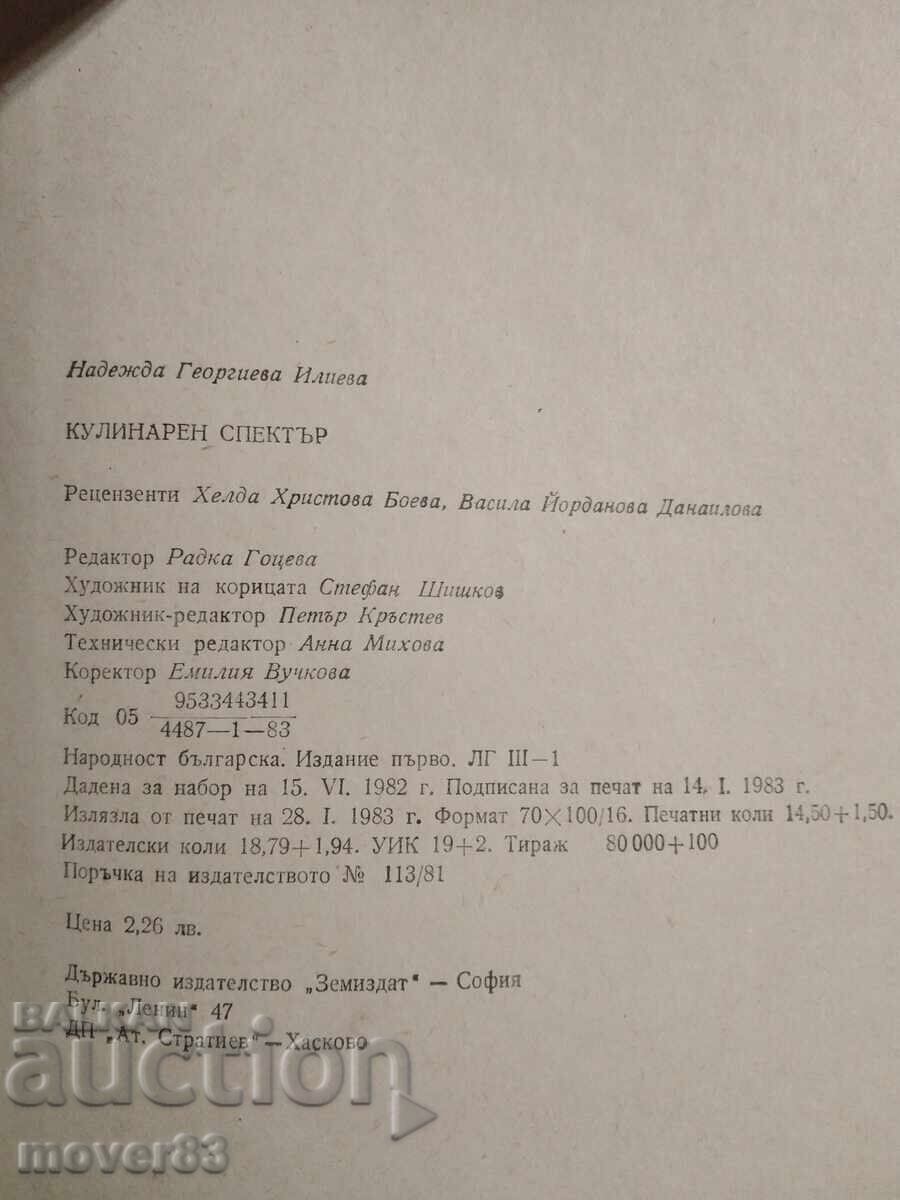 Надежда Георгиева Илиева
КУЛИНАРЕН СПЕКТЪР
Рецензенти Хелда Христова Боева, Васила Йорданова Данаилова
Редактор Радка Гоцева
Художник на корицата Стефан Шишков
Художник-редактор Петър Кръстев
Технически редактор Анна Михова
Коректор Емилия Вучкова
9533443411
Код 05
4487—1—83
Народност българска. Издание първо. ЛГ III—1
Дадена за набор на 15. VI. 1982 г. Подписана за печат на 14. I. 1983 г.
Излязла от печат на 28. I. 1983 г. Формат 70×100/16. Печатни коли 14,50+1,50.
Издателски коли 18,79+1,94. УИК 19+2. Тираж 80 000+100
Поръчка на издателството № 113/81
Цена 2,26 лв.
Държавно издателство „Земиздат" — София
Бул. „Ленин" 47
ДП „Ат. Стратиев" — Хасково
БАЛКАН
auction
mover83